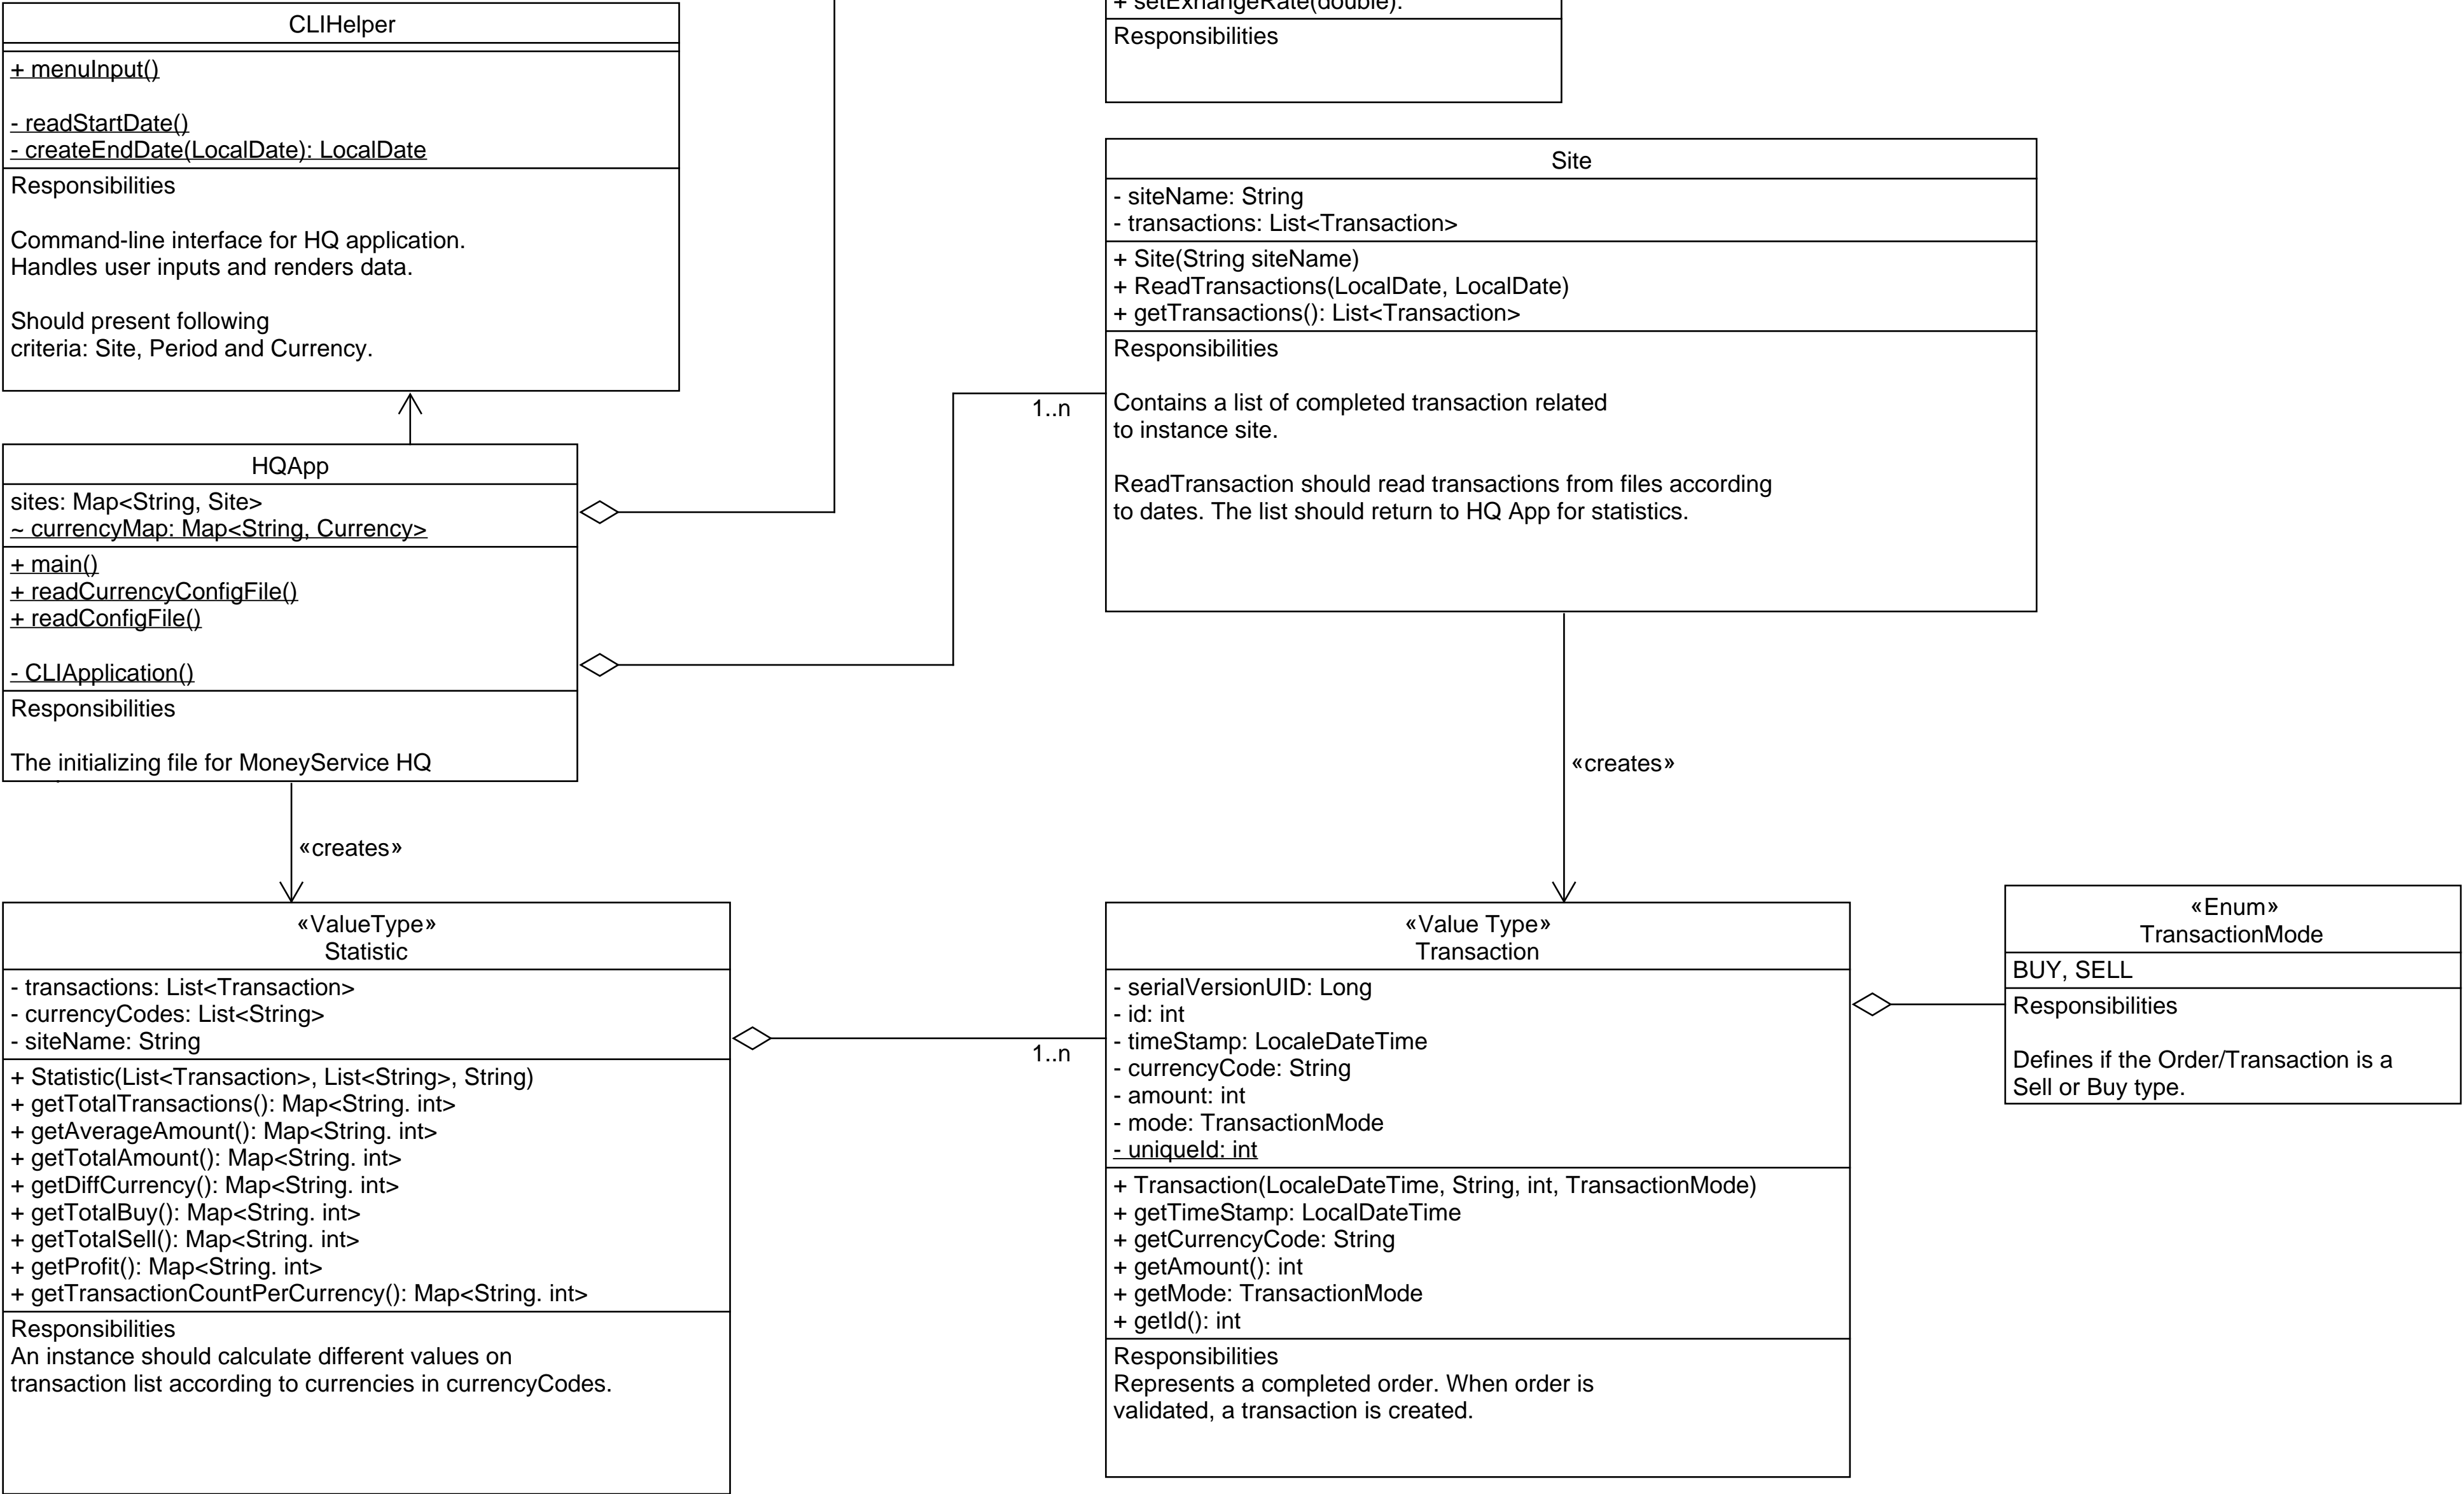 CLIHelper
+ menuInput()
- readStartDate()
- createEndDate(LocalDate): LocalDate
Responsibilities
Command-line interface for HQ application.
Handles user inputs and renders data.
Should present following
criteria: Site, Period and Currency.
+ setExhangeRate(double):
Responsibilities
Site
- siteName: String
- transactions: List<Transaction>
+ Site(String siteName)
+ ReadTransactions(LocalDate, LocalDate)
+ getTransactions(): List<Transaction>
Responsibilities
Contains a list of completed transaction related
to instance site.
ReadTransaction should read transactions from files according
to dates. The list should return to HQ App for statistics.
1..n
HQApp
sites: Map<String, Site>
~ currencyMap: Map<String, Currency>
+ main()
+ readCurrencyConfigFile()
+ readConfigFile()
- CLIApplication()
Responsibilities
The initializing file for MoneyService HQ
«creates»
«creates»
«ValueType»
Statistic
- transactions: List<Transaction>
- currencyCodes: List<String>
- siteName: String
+ Statistic(List<Transaction>, List<String>, String)
+ getTotalTransactions(): Map<String. int>
+ getAverageAmount(): Map<String. int>
+ getTotalAmount(): Map<String. int>
+ getDiffCurrency(): Map<String. int>
+ getTotalBuy(): Map<String. int>
+ getTotalSell(): Map<String. int>
+ getProfit(): Map<String. int>
+ getTransactionCountPerCurrency(): Map<String. int>
Responsibilities
An instance should calculate different values on
transaction list according to currencies in currencyCodes.
1..n
«Value Type»
Transaction
- serialVersionUID: Long
- id: int
- timeStamp: LocaleDateTime
- currencyCode: String
- amount: int
- mode: TransactionMode
- uniqueId: int
+ Transaction(LocaleDateTime, String, int, TransactionMode)
+ getTimeStamp: LocalDateTime
+ getCurrencyCode: String
+ getAmount(): int
+ getMode: TransactionMode
+ getId(): int
Responsibilities
Represents a completed order. When order is
validated, a transaction is created.
«Enum»
TransactionMode
BUY, SELL
Responsibilities
Defines if the Order/Transaction is a
Sell or Buy type.